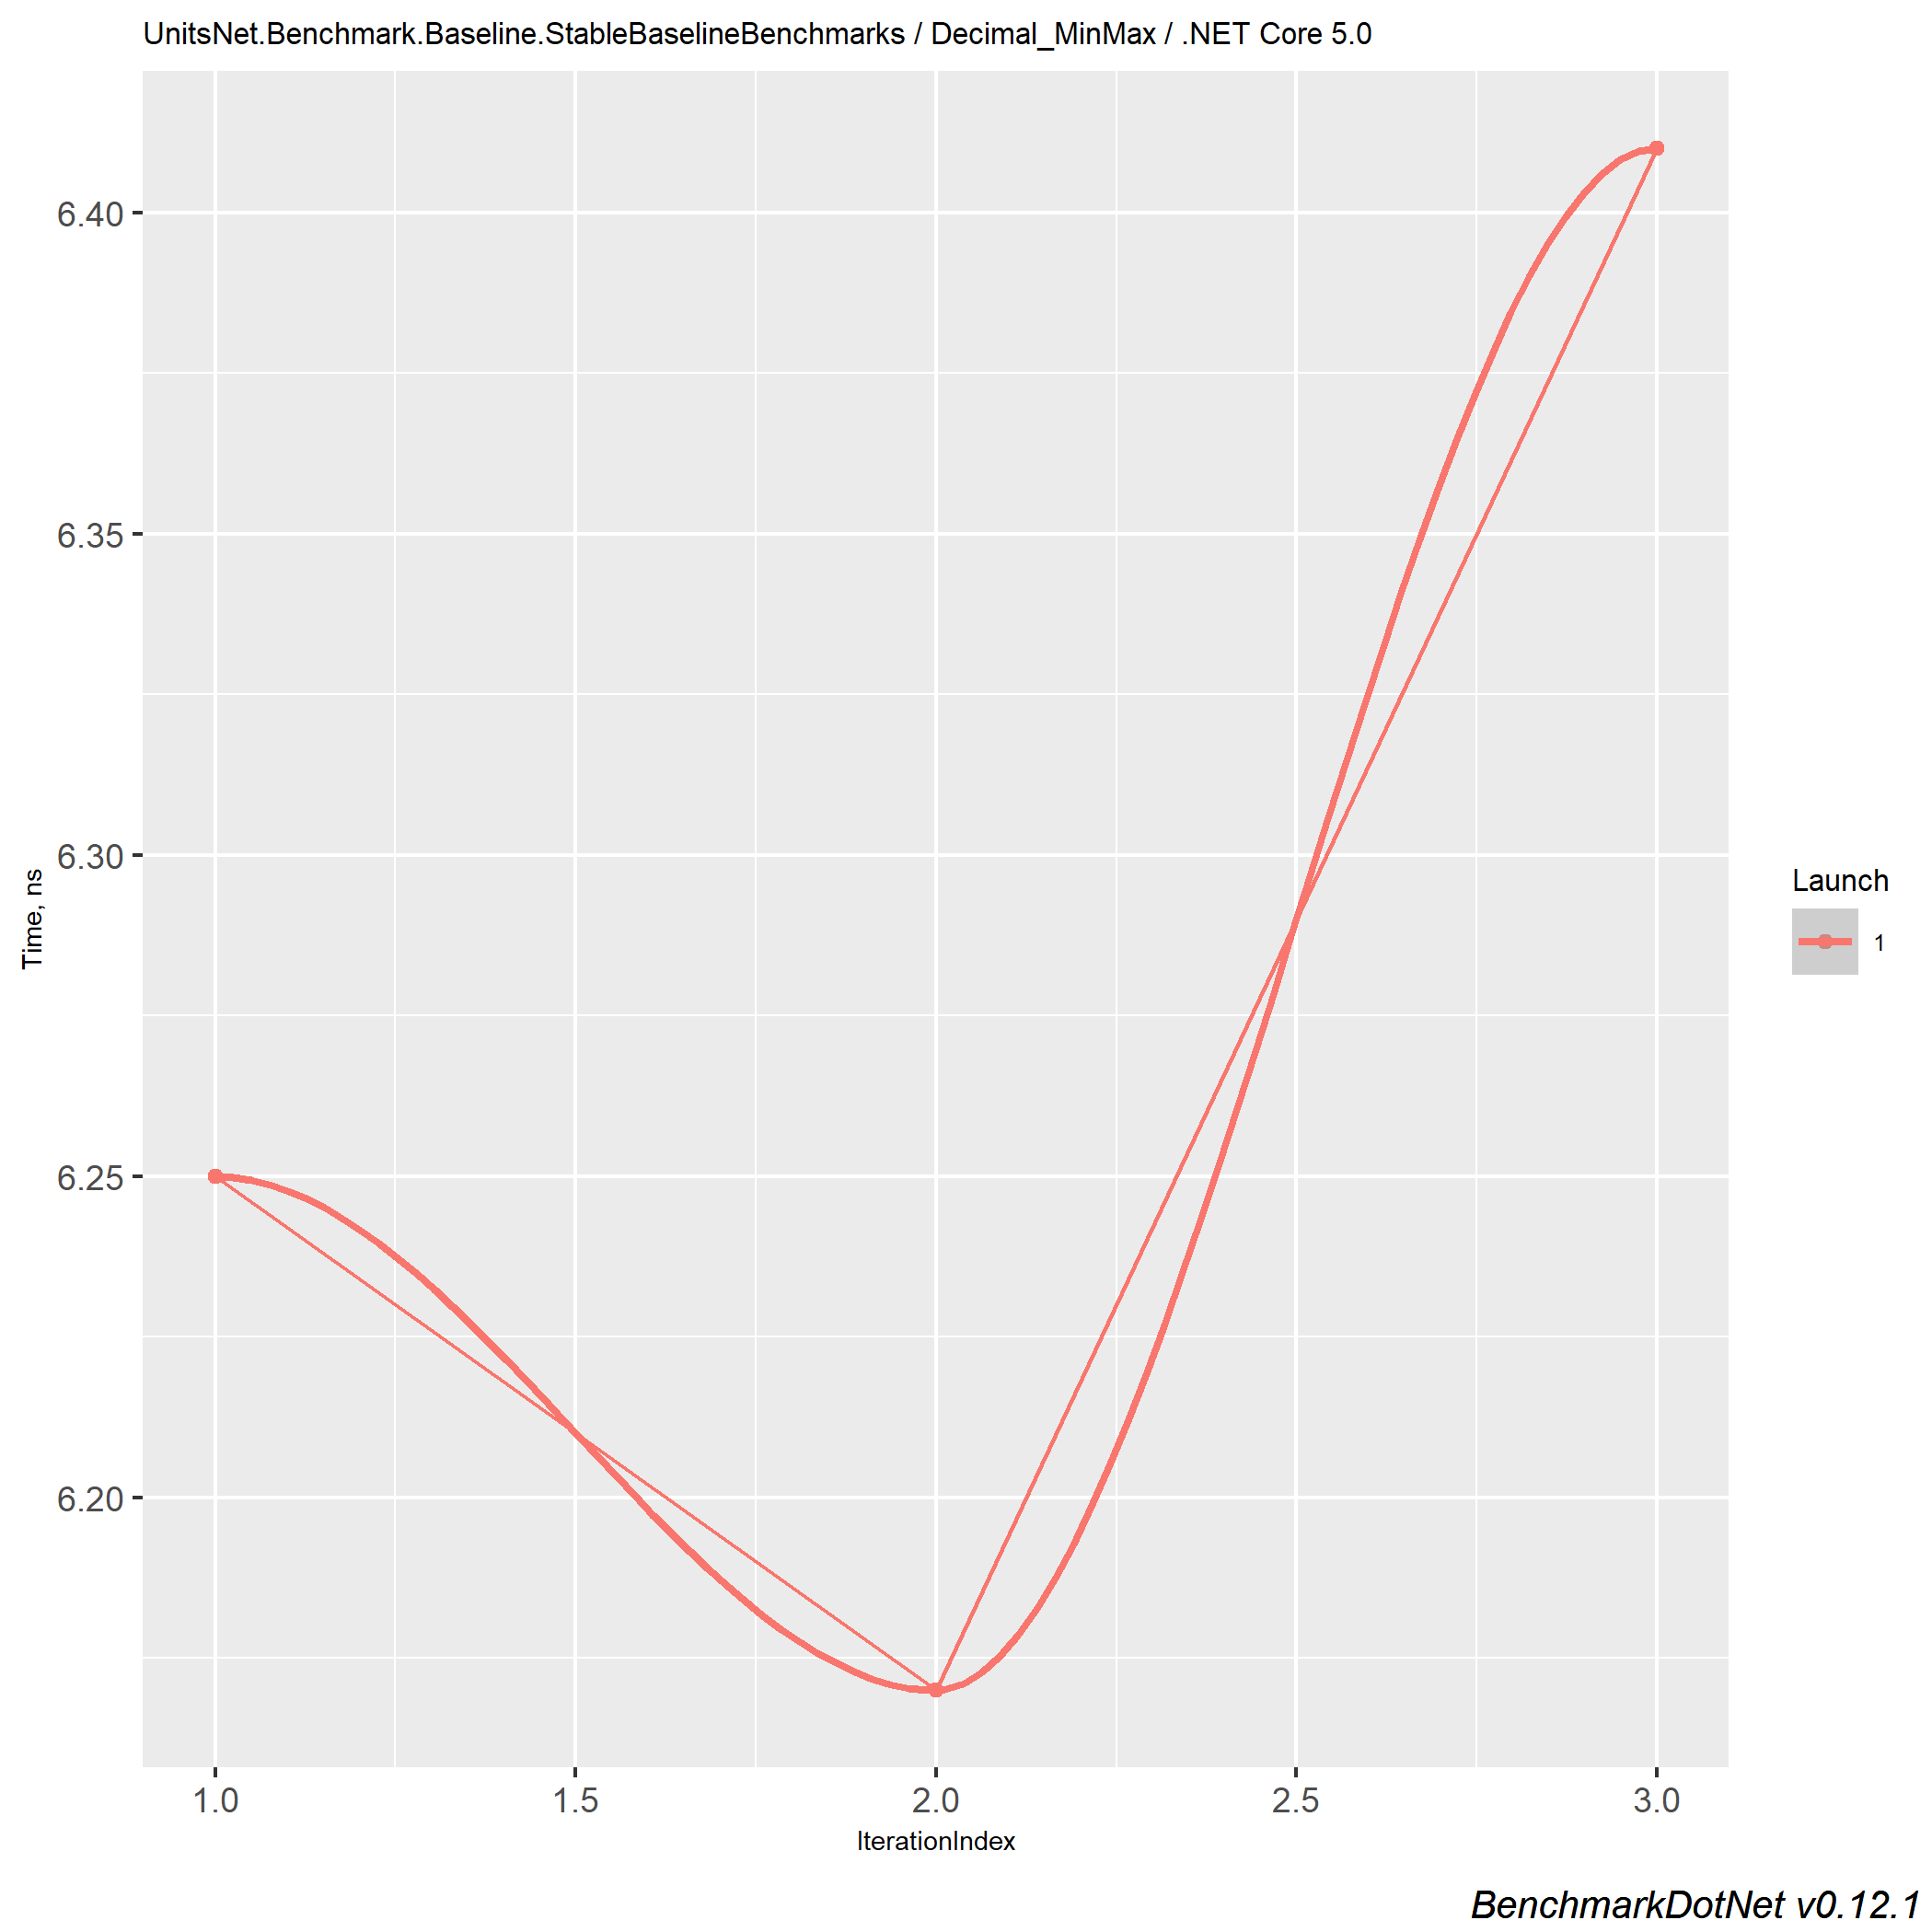 UnitsNet.Benchmark.Baseline.StableBaselineBenchmarks / Decimal_MinMax / .NET Core 5.0
6.40
6.35
6.30
6.25
6.20
Time, ns
1.0 1.5 2.0 2.5 3.0
IterationIndex
Launch
1
BenchmarkDotNet v0.12.1